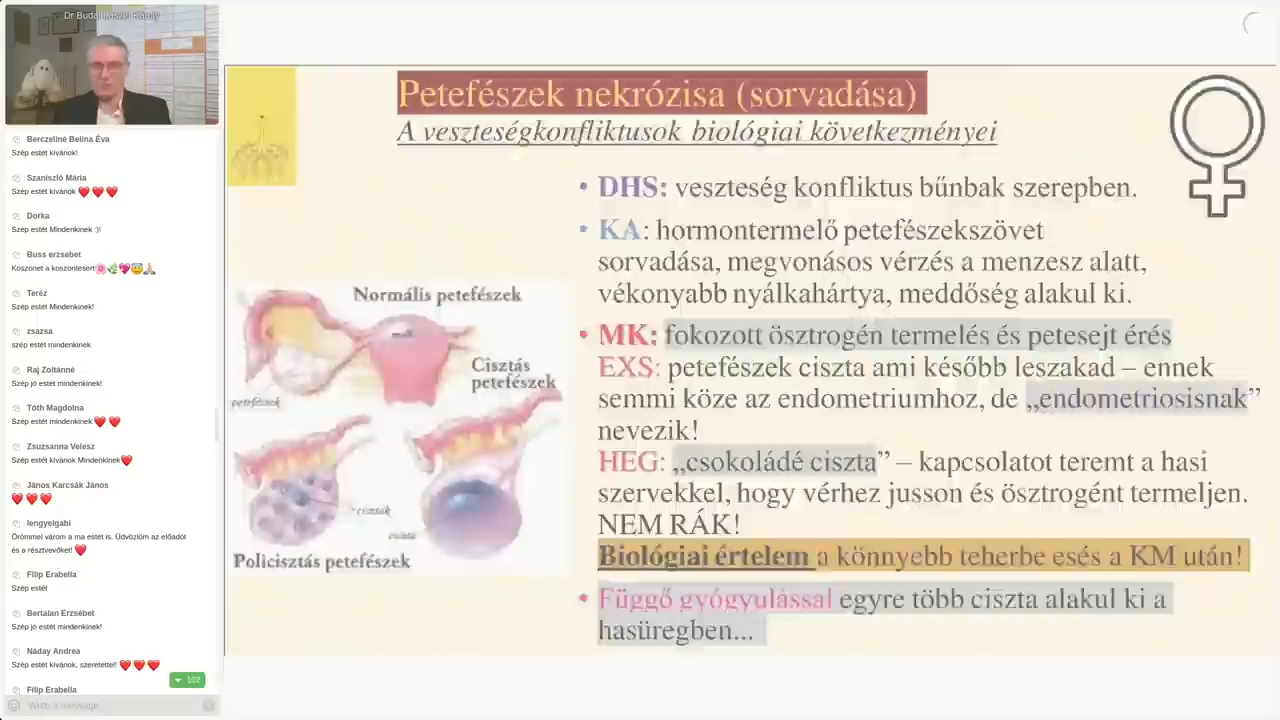 Dr Budai László Károly
Berczeliné Belina Éva
Szép estét kívánok!
Szaniszló Mária
Szép estét kívánok ❤️ ❤️ ❤️
Dorka
Szép estét Mindenkinek :)!
Buss erzsebet
Koszonet a koszontesert🌸🌿💖😇🙏🏼
Teréz
Szép estét Mindenkinek!
zsazsa
szép estét mindenkinek
Raj Zoltánné
Szép jó estét mindenkinek!
Tóth Magdolna
Szép estét mindenkinek ❤️ ❤️
Zsuzsanna Velesz
Szép estét kívánok Mindenkinek❤️
János Karcsák János
❤️ ❤️ ❤️
lengyelgabi
Örömmel várom a ma estét is. Üdvözlöm az előadót
és a résztvevőket! ❤️
Filip Erabella
Szép estét
Bertalan Erzsébet
Szép jó estét mindenkinek!
Náday Andrea
Szép estét kívánok, szeretettel! ❤️ ❤️ ❤️
102
Filip Erabella
Write a message
Petefészek nekrózisa (sorvadása)
A veszteségkonfliktusok biológiai következményei
• DHS: veszteség konfliktus bűnbak szerepben.
• KA: hormontermelő petefészekszövet
sorvadása, megvonásos vérzés a menzesz alatt,
vékonyabb nyálkahártya, meddőség alakul ki.
• MK: fokozott ösztrogén termelés és petesejt érés
EXS: petefészek ciszta ami később leszakad – ennek
semmi köze az endometriumhoz, de „endometriosisnak”
nevezik!
HEG: „csokoládé ciszta” – kapcsolatot teremt a hasi
szervekkel, hogy vérhez jusson és ösztrogént termeljen.
NEM RÁK!
Biológiai értelem a könnyebb teherbe esés a KM után!
• Függő gyógyulással egyre több ciszta alakul ki a
hasüregben...
Normális petefészek
petefészek
Cisztás
petefészek
ciszták
ciszta
Policisztás petefészek